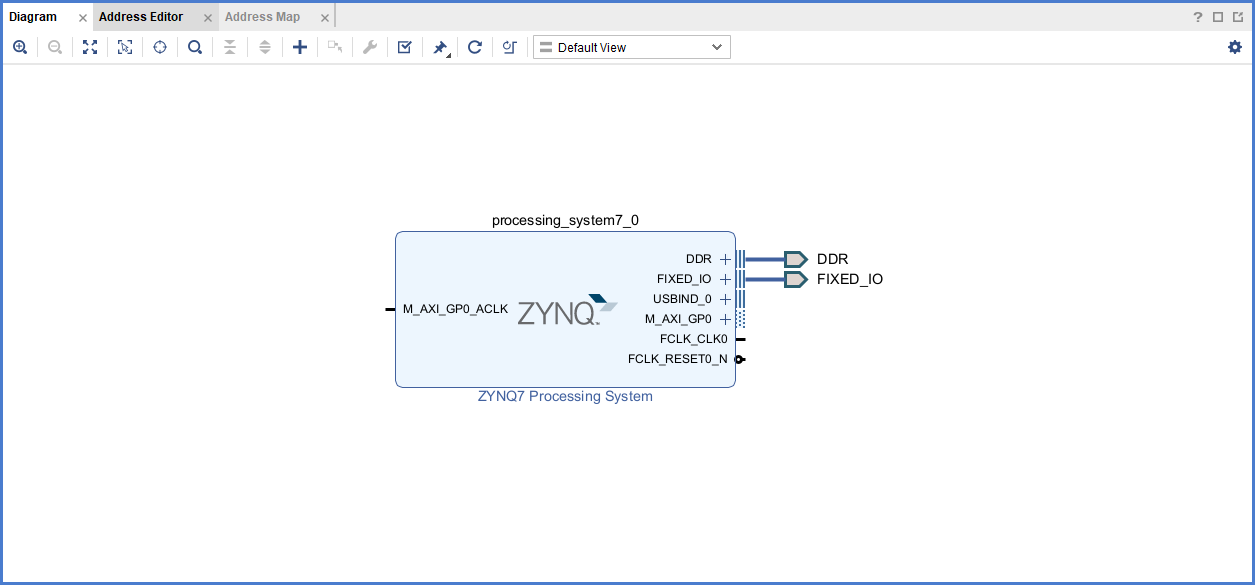 Diagram Address Editor Address Map
Default View
processing_system7_0
DDR DDR
FIXED_IO FIXED_IO
USBIND_0
M_AXI_GP0_ACLK ZYNQ™ M_AXI_GP0
FCLK_CLK0
FCLK_RESET0_N
ZYNQ7 Processing System